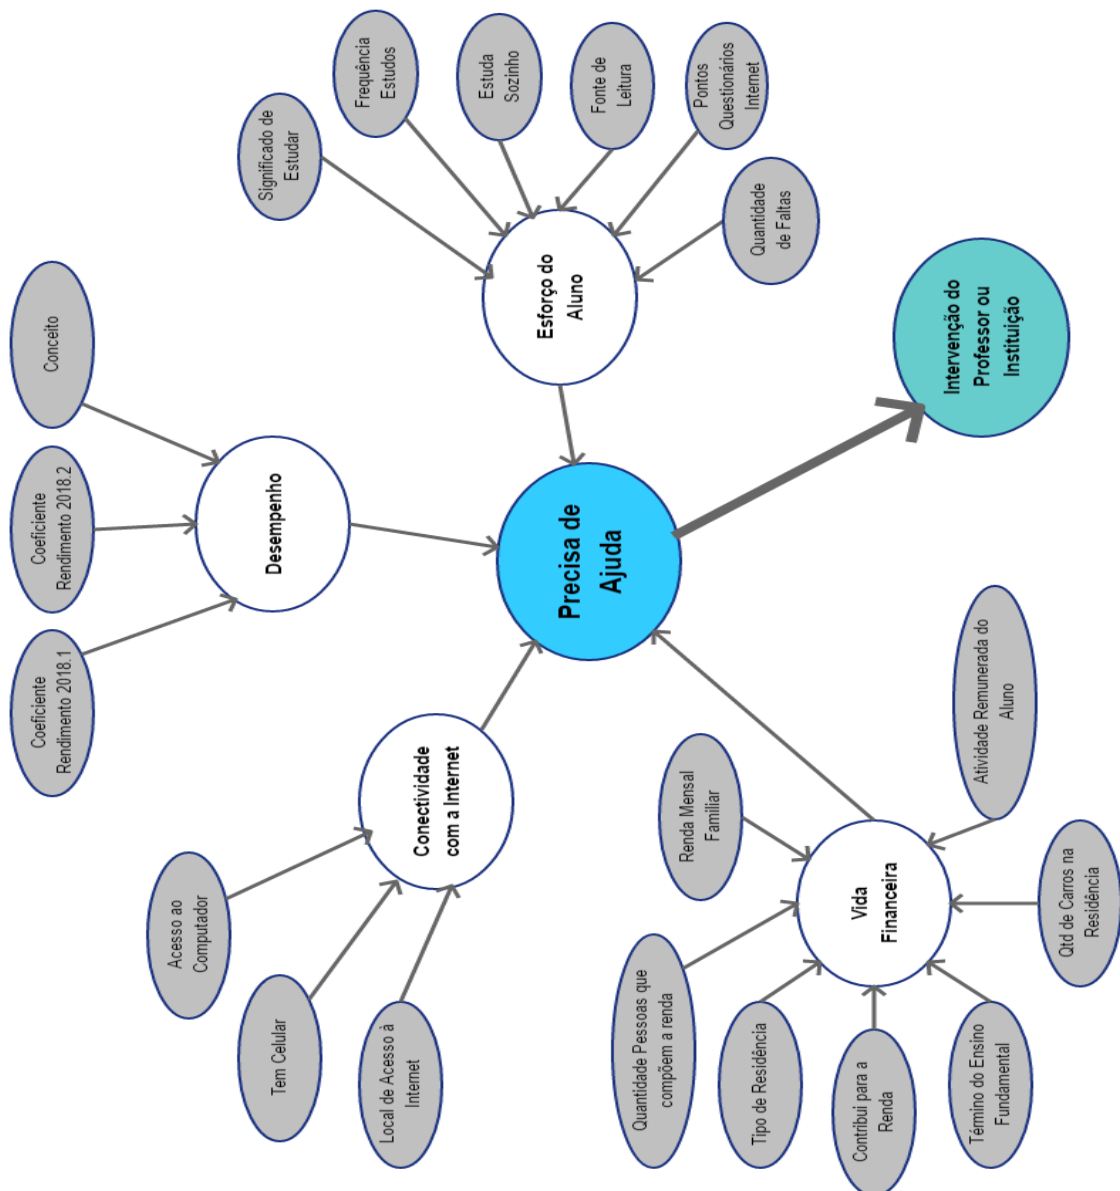 Coeficiente
Rendimento 2018.1
Coeficiente
Rendimento 2018.2
Conceito
Desempenho
Significado de
Estudar
Frequência
Estudos
Estuda
Sozinho
Fonte de
Leitura
Pontos
Questionários
Internet
Quantidade
de Faltas
Esforço do
Aluno
Acesso ao
Computador
Tem Celular
Local de Acesso à
Internet
Conectividade
com a Internet
Precisa de
Ajuda
Intervenção do
Professor ou
Instituição
Quantidade Pessoas que
compõem a renda
Renda Mensal
Familiar
Tipo de Residência
Contribui para a
Renda
Término do Ensino
Fundamental
Qtd de Carros na
Residência
Atividade Remunerada do
Aluno
Vida
Financeira